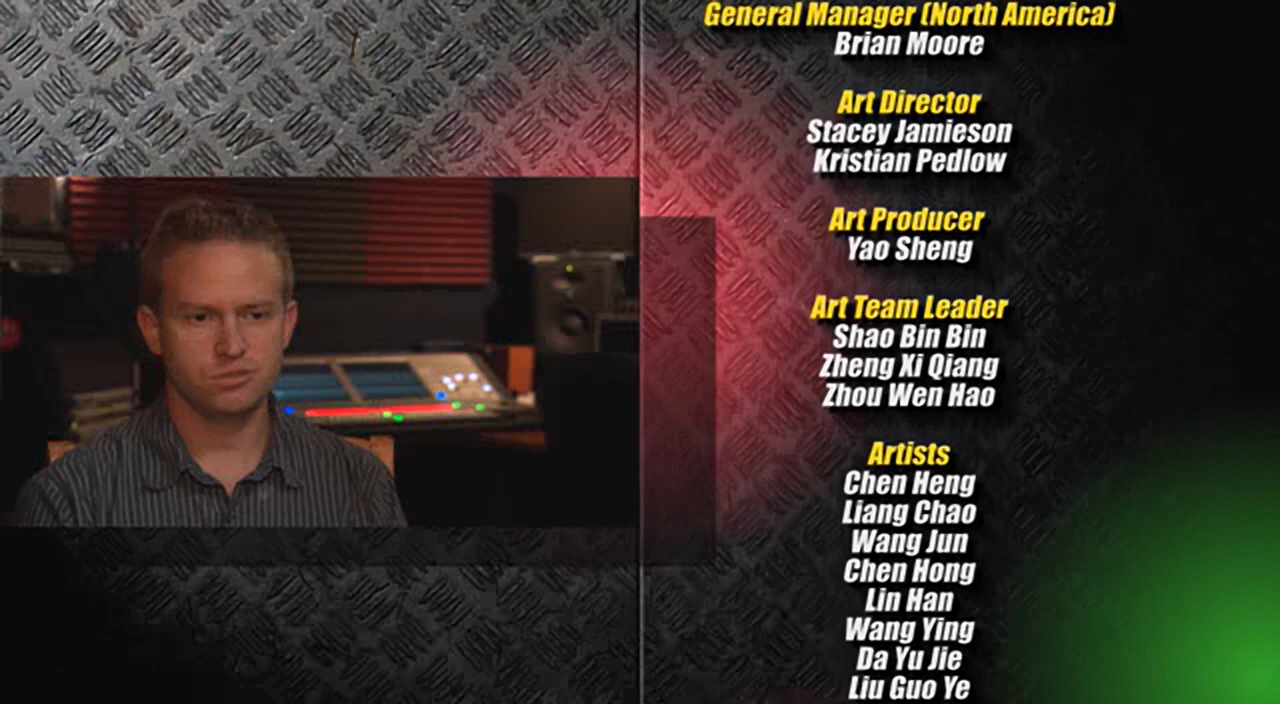 General Manager (North America)
Brian Moore
Art Director
Stacey Jamieson
Kristian Pedlow
Art Producer
Yao Sheng
Art Team Leader
Shao Bin Bin
Zheng Xi Qiang
Zhou Wen Hao
Artists
Chen Heng
Liang Chao
Wang Jun
Chen Hong
Lin Han
Wang Ying
Da Yu Jie
Liu Guo Ye